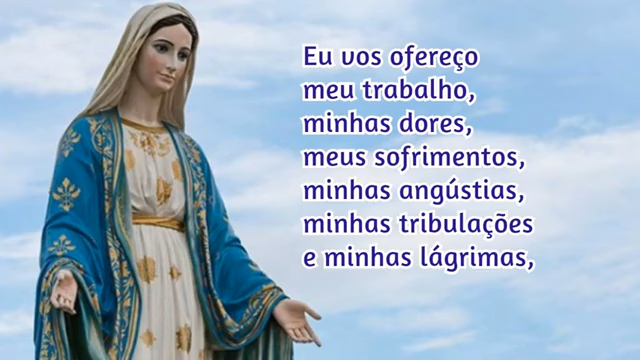 Eu vos ofereço
meu trabalho,
minhas dores,
meus sofrimentos,
minhas angústias,
minhas tribulações
e minhas lágrimas,